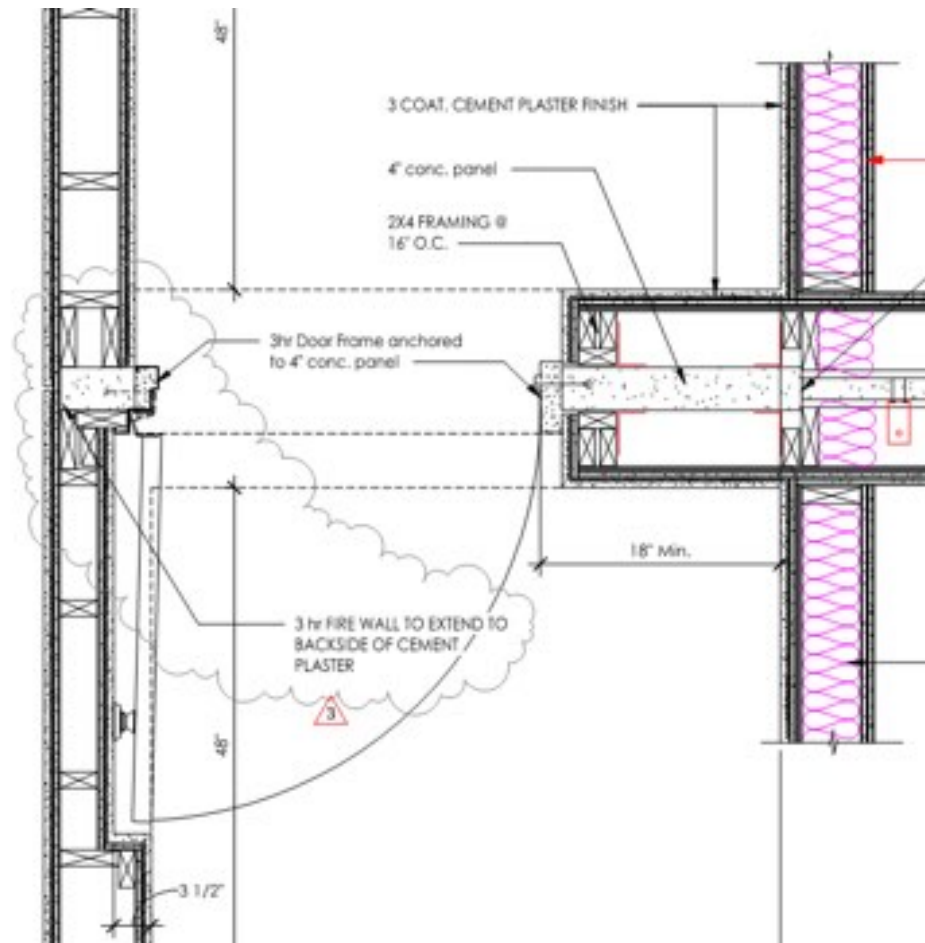 48"
3 COAT. CEMENT PLASTER FINISH
4" conc. panel
2X4 FRAMING @
16" O.C.
3hr Door Frame anchored
to 4" conc. panel
18" Min.
3 hr FIRE WALL TO EXTEND TO
BACKSIDE OF CEMENT
PLASTER
3
48"
3 1/2"